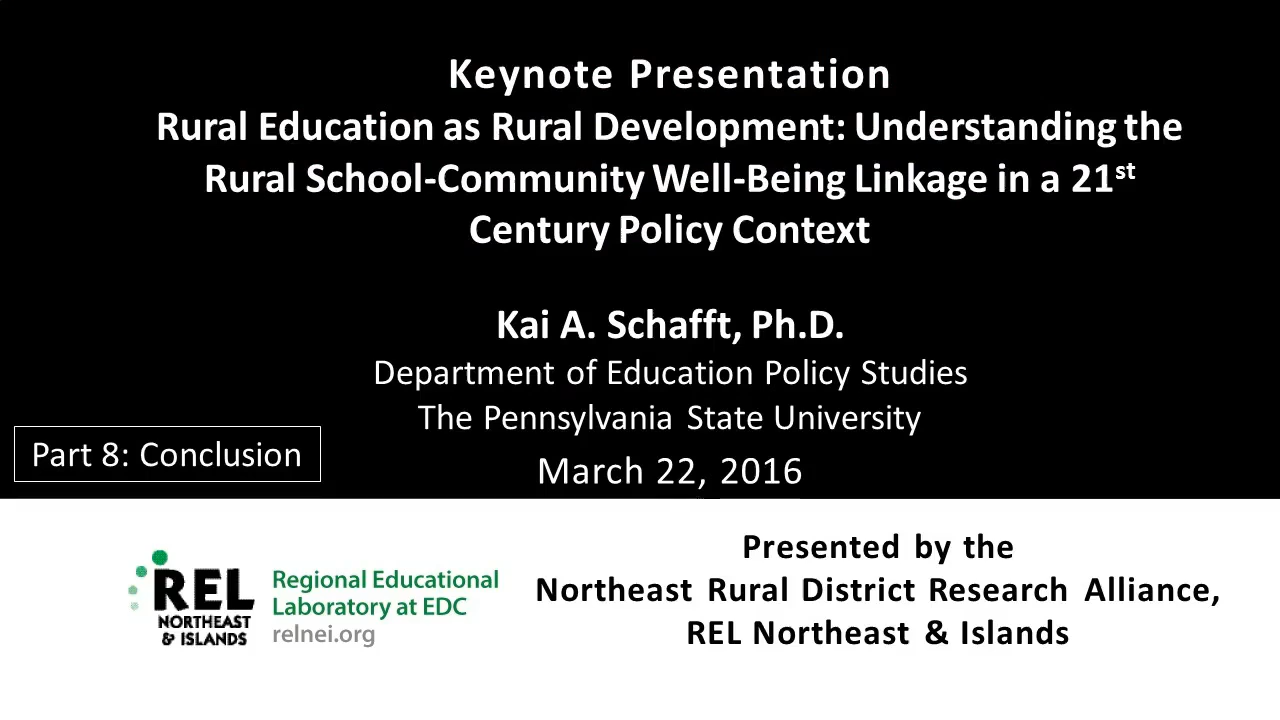 Keynote Presentation
Rural Education as Rural Development: Understanding the
Rural School-Community Well-Being Linkage in a 21st
Century Policy Context
Kai A. Schafft, Ph.D.
Department of Education Policy Studies
The Pennsylvania State University
Part 8: Conclusion
March 22, 2016
REL
NORTHEAST
& ISLANDS
Regional Educational
Laboratory at EDC
relnei.org
Presented by the
Northeast Rural District Research Alliance,
REL Northeast & Islands